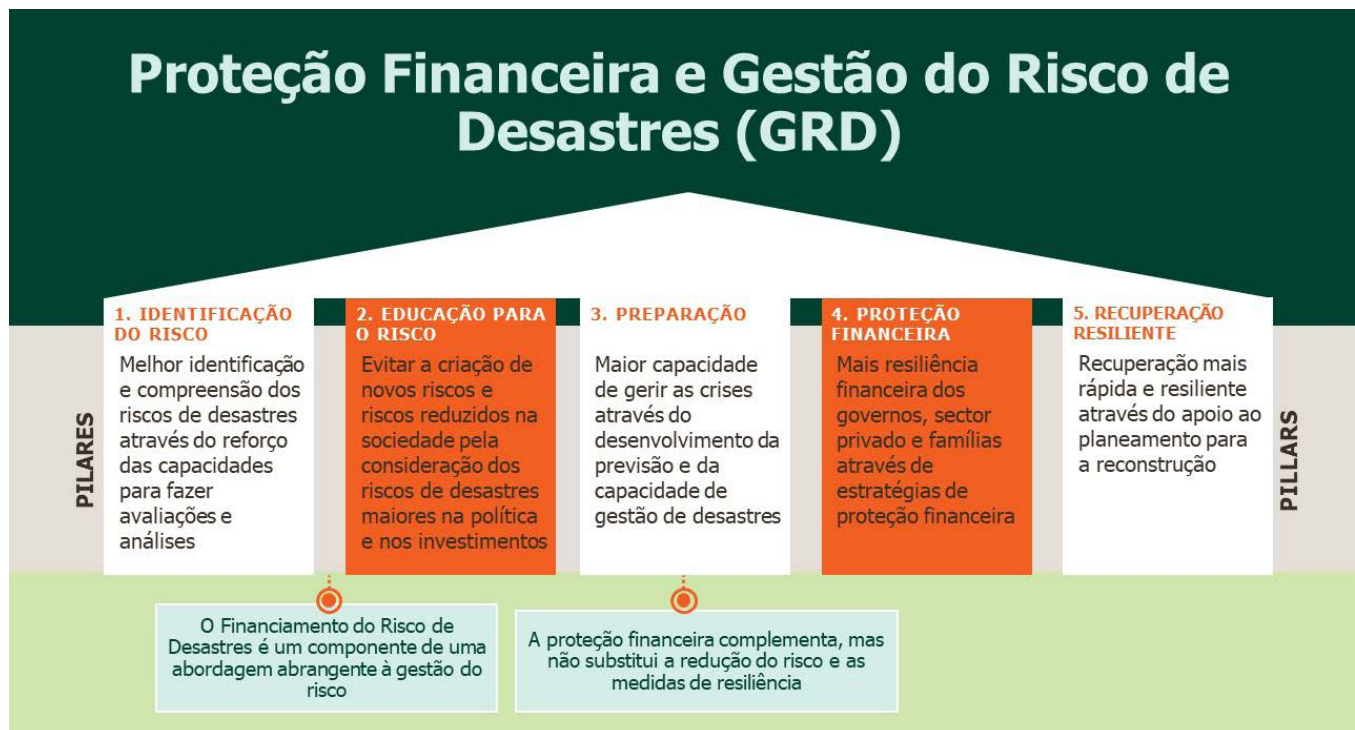 Proteção Financeira e Gestão do Risco de
Desastres (GRD)
PILARES
1. IDENTIFICAÇÃO
DO RISCO
Melhor identificação
e compreensão dos
riscos de desastres
através do reforço
das capacidades
para fazer
avaliações e
análises
2. EDUCAÇÃO PARA
O RISCO
Evitar a criação de
novos riscos e
riscos reduzidos na
sociedade pela
consideração dos
riscos de desastres
maiores na política
e nos investimentos
3. PREPARAÇÃO
Maior capacidade
de gerir as crises
através do
desenvolvimento da
previsão e da
capacidade de
gestão de desastres
4. PROTEÇÃO
FINANCEIRA
Mais resiliência
financeira dos
governos, sector
privado e famílias
através de
estratégias de
proteção financeira
5. RECUPERAÇÃO
RESILIENTE
Recuperação mais
rápida e resiliente
através do apoio ao
planeamento para
a reconstrução
PILLARS
O Financiamento do Risco de
Desastres é um componente de uma
abordagem abrangente à gestão do
risco
A proteção financeira complementa, mas
não substitui a redução do risco e as
medidas de resiliência